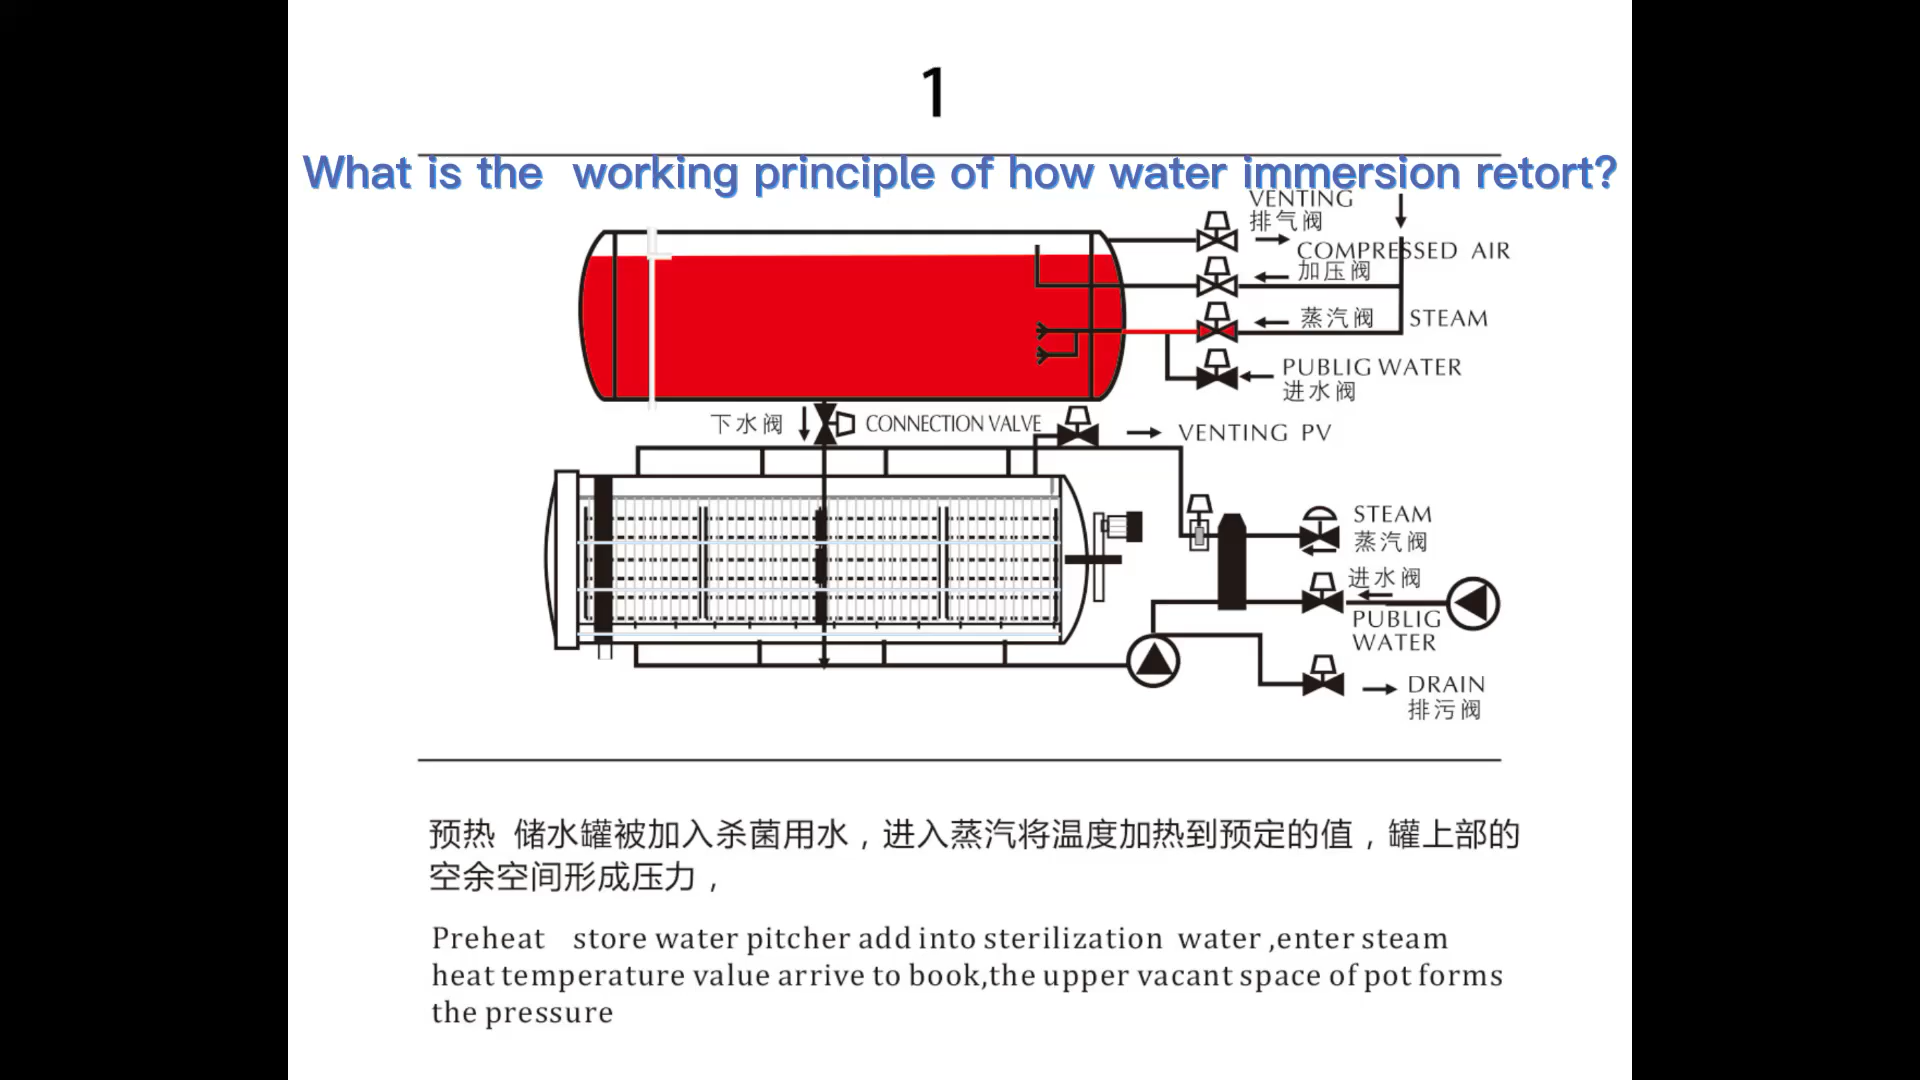 1
What is the working principle of how water immersion retort?
VENTING
排气阀
COMPRESSED AIR
加压阀
蒸汽阀 STEAM
PUBLIG WATER
进水阀
下水阀 CONNECTION VALVE
VENTING PV
STEAM
蒸汽阀
进水阀
PUBLIG
WATER
DRAIN
排污阀
预热 储水罐被加入杀菌用水，进入蒸汽将温度加热到预定的值，罐上部的
空余空间形成压力，
Preheat store water pitcher add into sterilization water ,enter steam
heat temperature value arrive to book,the upper vacant space of pot forms
the pressure